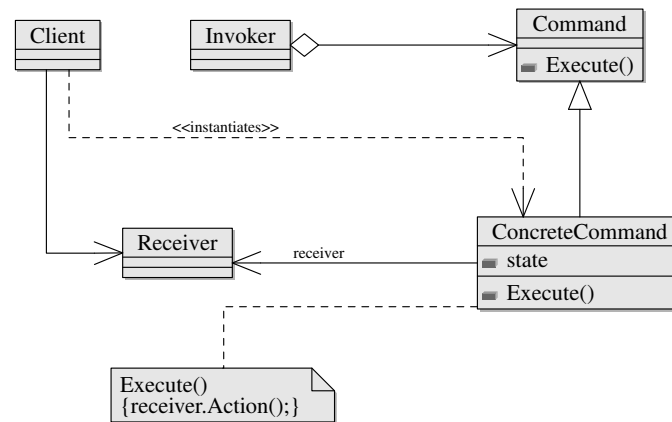 Client
Invoker
Command
Execute()
<<instantiates>>
Receiver
receiver
ConcreteCommand
state
Execute()
Execute()
{receiver.Action();}